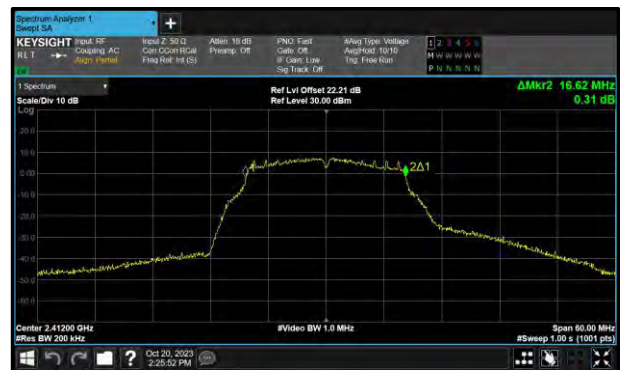 Spectrum Analyzer 1
Swept SA
+
KEYSIGHT
RLT
Input: RF
Coupling: AC
Align: Partial
Input Z: 50 Ω
Corr CCorr RCal
Freq Ref: Int (S)
Atten: 18 dB
Preamp: Off
PNO: Fast
Gate: Off
IF Gain: Low
Sig Track: Off
#Avg Type: Voltage
Avg|Hold: 10/10
Trig: Free Run
1 2 3 4 5 6
M W W W W W
P N N N N N
1 Spectrum
Scale/Div 10 dB
Log
Ref Lvl Offset 22.21 dB
Ref Level 30.00 dBm
ΔMkr2 16.62 MHz
0.31 dB
20.0
0.00
-10.0
-20.0
-30.0
-40.0
-50.0
-60.0
2Δ1
Center 2.41200 GHz
#Res BW 200 kHz
#Video BW 1.0 MHz
Span 60.00 MHz
#Sweep 1.00 s (1001 pts)
?
Oct 20, 2023
2:25:52 PM